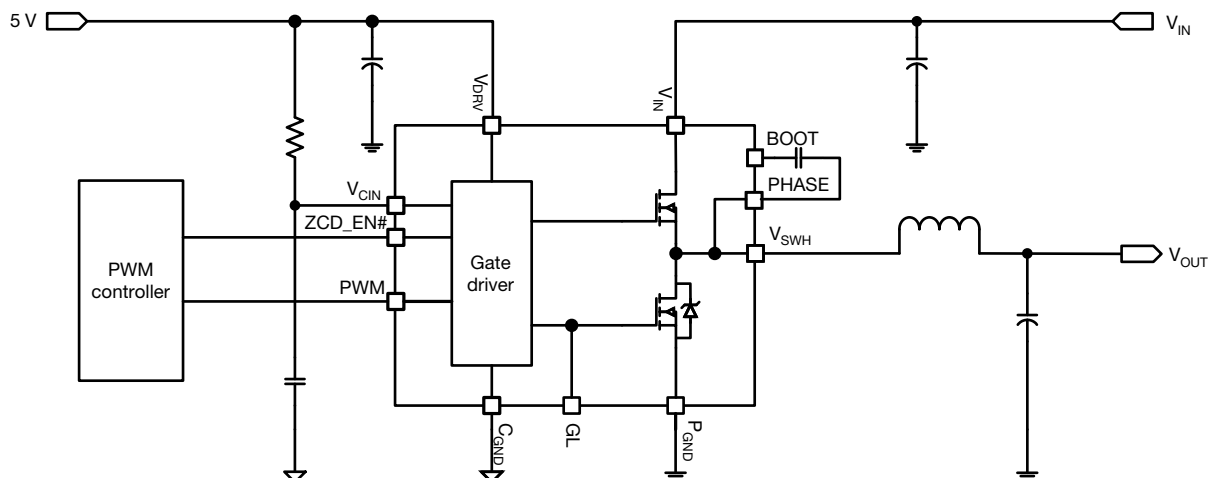 5 V
V_IN
V_DRV
V_IN
BOOT
PHASE
V_CIN
ZCD_EN#
V_SWH
V_OUT
PWM
controller
Gate
driver
PWM
C_GND
GL
P_GND